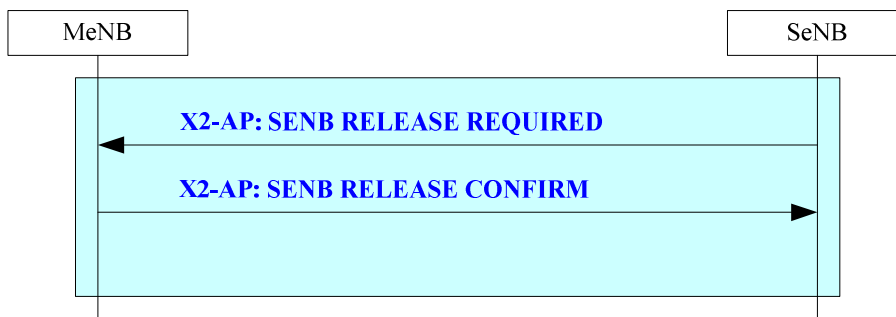 MeNB
SeNB
X2-AP: SENB RELEASE REQUIRED
X2-AP: SENB RELEASE CONFIRM